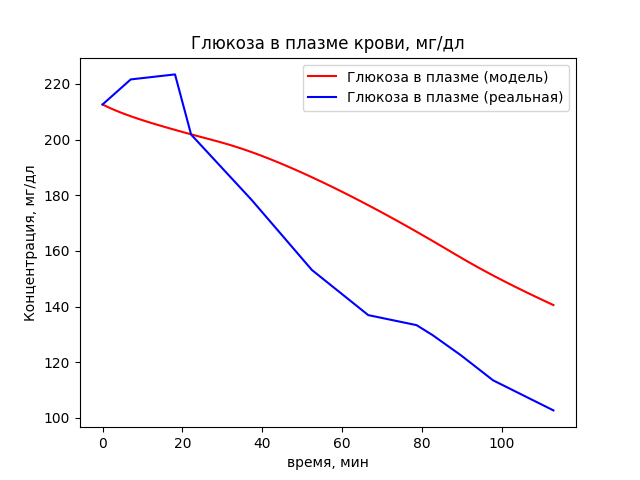 Глюкоза в плазме крови, мг/дл
Глюкоза в плазме (модель)
Глюкоза в плазме (реальная)
Концентрация, мг/дл
220
200
180
160
140
120
100
0 20 40 60 80 100
время, мин